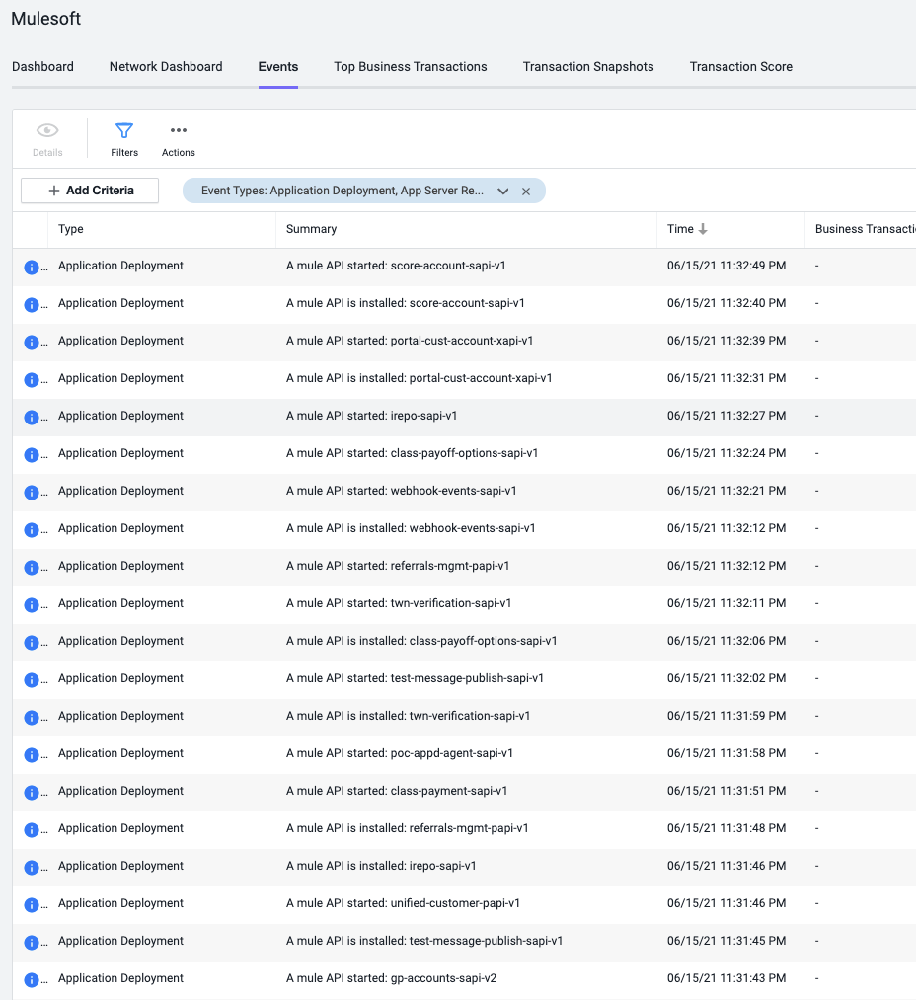 Mulesoft
Dashboard Network Dashboard Events Top Business Transactions Transaction Snapshots Transaction Score
Details Filters Actions
+ Add Criteria Event Types: Application Deployment, App Server Re...
Type Summary Time Business Transacti
... Application Deployment A mule API started: score-account-sapi-v1 06/15/21 11:32:49 PM -
... Application Deployment A mule API is installed: score-account-sapi-v1 06/15/21 11:32:40 PM -
... Application Deployment A mule API started: portal-cust-account-xapi-v1 06/15/21 11:32:39 PM -
... Application Deployment A mule API is installed: portal-cust-account-xapi-v1 06/15/21 11:32:31 PM -
... Application Deployment A mule API started: irepo-sapi-v1 06/15/21 11:32:27 PM -
... Application Deployment A mule API started: class-payoff-options-sapi-v1 06/15/21 11:32:24 PM -
... Application Deployment A mule API started: webhook-events-sapi-v1 06/15/21 11:32:21 PM -
... Application Deployment A mule API is installed: webhook-events-sapi-v1 06/15/21 11:32:12 PM -
... Application Deployment A mule API started: referrals-mgmt-papi-v1 06/15/21 11:32:12 PM -
... Application Deployment A mule API started: twn-verification-sapi-v1 06/15/21 11:32:11 PM -
... Application Deployment A mule API is installed: class-payoff-options-sapi-v1 06/15/21 11:32:06 PM -
... Application Deployment A mule API started: test-message-publish-sapi-v1 06/15/21 11:32:02 PM -
... Application Deployment A mule API is installed: twn-verification-sapi-v1 06/15/21 11:31:59 PM -
... Application Deployment A mule API started: poc-appd-agent-sapi-v1 06/15/21 11:31:58 PM -
... Application Deployment A mule API started: class-payment-sapi-v1 06/15/21 11:31:51 PM -
... Application Deployment A mule API is installed: referrals-mgmt-papi-v1 06/15/21 11:31:48 PM -
... Application Deployment A mule API is installed: irepo-sapi-v1 06/15/21 11:31:46 PM -
... Application Deployment A mule API started: unified-customer-papi-v1 06/15/21 11:31:46 PM -
... Application Deployment A mule API is installed: test-message-publish-sapi-v1 06/15/21 11:31:45 PM -
... Application Deployment A mule API started: gp-accounts-sapi-v2 06/15/21 11:31:43 PM -